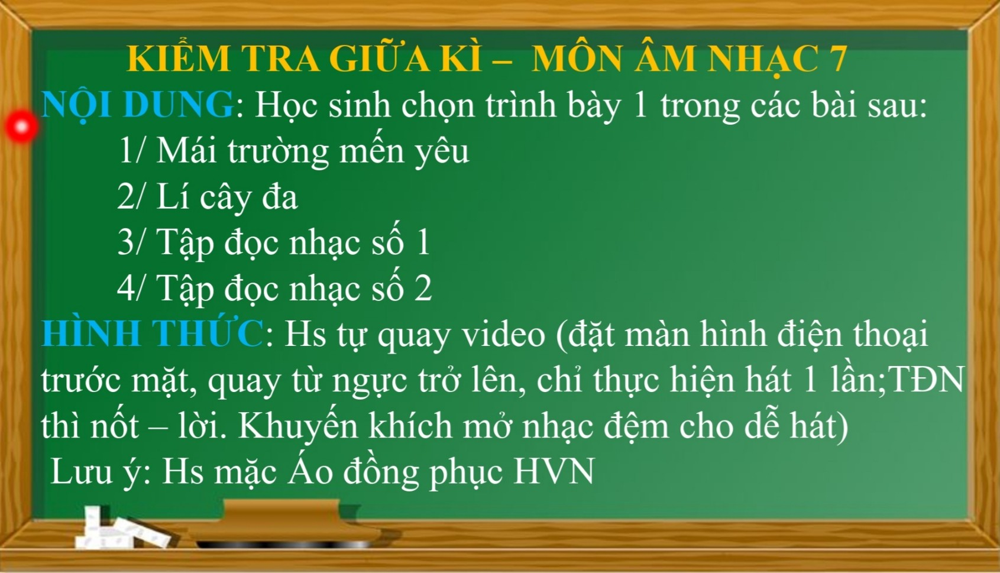 KIỂM TRA GIỮA KÌ – MÔN ÂM NHẠC 7
NỘI DUNG: Học sinh chọn trình bày 1 trong các bài sau:
1/ Mái trường mến yêu
2/ Lí cây đa
3/ Tập đọc nhạc số 1
4/ Tập đọc nhạc số 2
HÌNH THỨC: Hs tự quay video (đặt màn hình điện thoại
trước mặt, quay từ ngực trở lên, chỉ thực hiện hát 1 lần;TĐN
thì nốt – lời. Khuyến khích mở nhạc đệm cho dễ hát)
Lưu ý: Hs mặc Áo đồng phục HVN